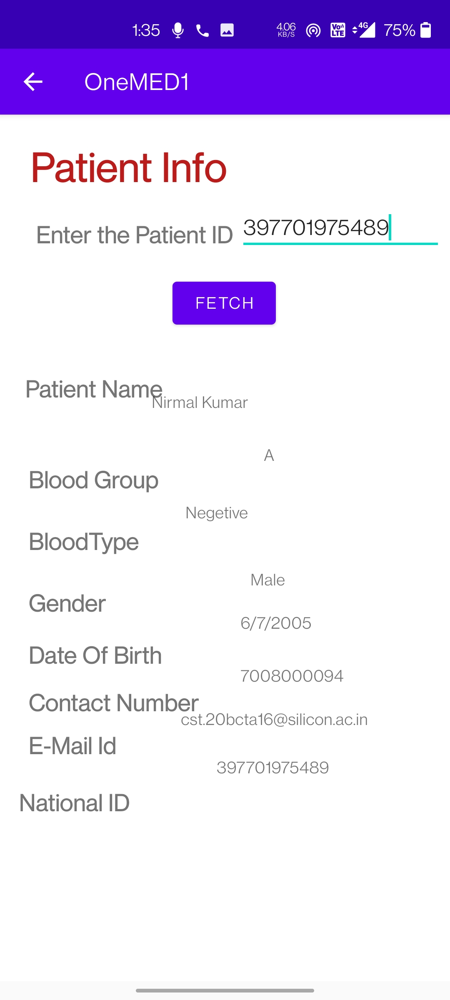 1:35 4.06 KB/S Vo)) LTE 4G 75%
OneMED1
Patient Info
Enter the Patient ID 397701975489
FETCH
Patient Name
Nirmal Kumar
A
Blood Group
Negetive
BloodType
Male
Gender
6/7/2005
Date Of Birth
7008000094
Contact Number
cst.20bcta16@silicon.ac.in
E-Mail Id
397701975489
National ID